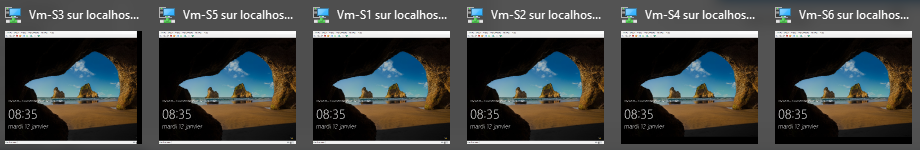 Vm-S3 sur localhos...
Vm-S5 sur localhos...
Vm-S1 sur localhos...
Vm-S2 sur localhos...
Vm-S4 sur localhos...
Vm-S6 sur localhos...
08:35
mardi 12 janvier
08:35
mardi 12 janvier
08:35
mardi 12 janvier
08:35
mardi 12 janvier
08:35
mardi 12 janvier
08:35
mardi 12 janvier